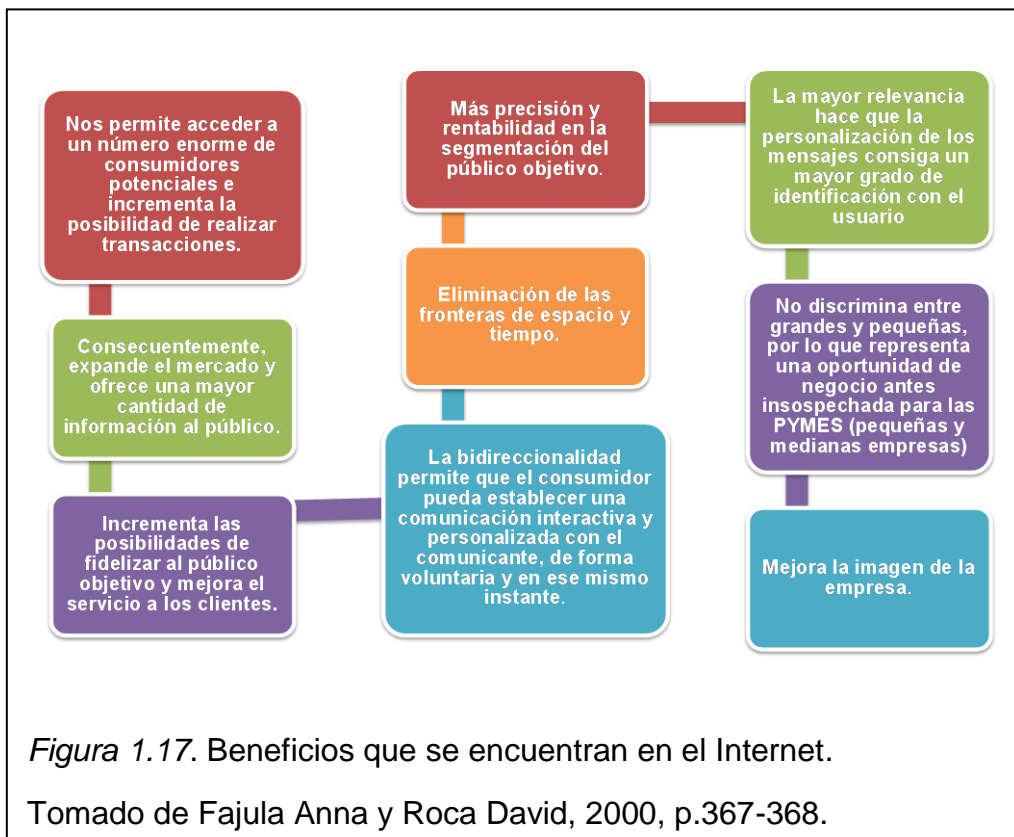 Nos permite acceder a
un número enorme de
consumidores
potenciales e
incrementa la
posibilidad de realizar
transacciones.
Consecuentemente,
expande el mercado y
ofrece una mayor
cantidad de
información al público.
Incrementa las
posibilidades de
fidelizar al público
objetivo y mejora el
servicio a los clientes.
La bidireccionalidad
permite que el consumidor
pueda establecer una
comunicación interactiva y
personalizada con el
comunicante, de forma
voluntaria y en ese mismo
instante.
Eliminación de las
fronteras de espacio y
tiempo.
Más precisión y
rentabilidad en la
segmentación del
público objetivo.
La mayor relevancia
hace que la
personalización de los
mensajes consiga un
mayor grado de
identificación con el
usuario
No discrimina entre
grandes y pequeñas,
por lo que representa
una oportunidad de
negocio antes
insospechada para las
PYMES (pequeñas y
medianas empresas)
Mejora la imagen de la
empresa.
Figura 1.17. Beneficios que se encuentran en el Internet.
Tomado de Fajula Anna y Roca David, 2000, p.367-368.